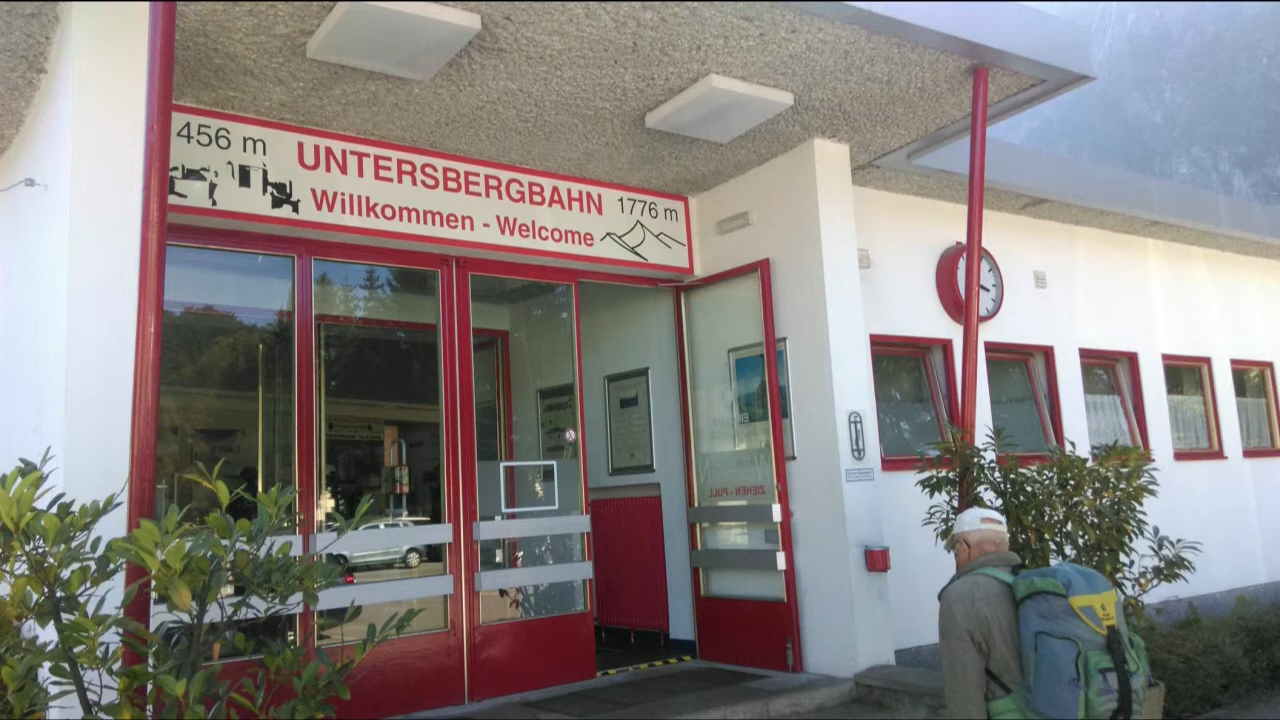 456 m
UNTERSBERGBAHN
1776 m
Willkommen - Welcome
ZIEHEN - PULL